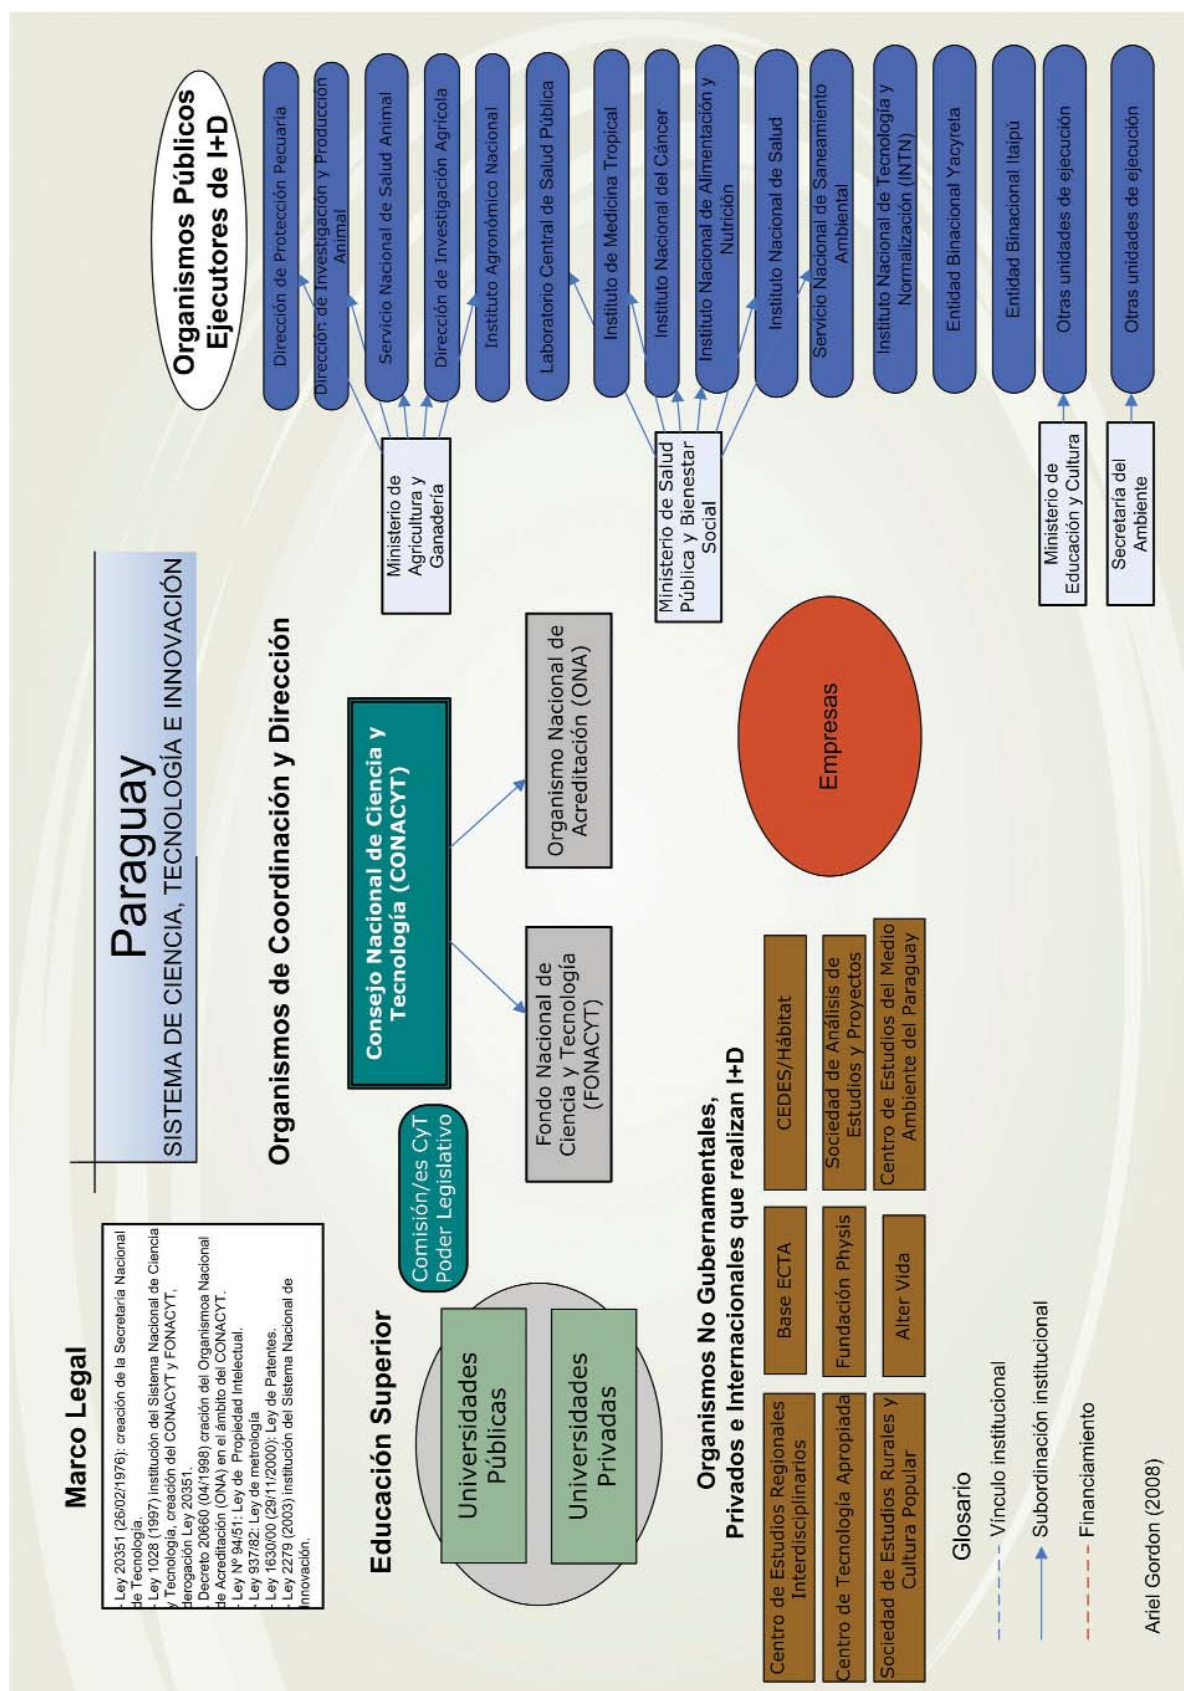 Paraguay
SISTEMA DE CIENCIA, TECNOLOGÍA E INNOVACIÓN
Marco Legal
- Ley 20351 (26/02/1976): creación de la Secretaría Nacional
de Tecnología.
- Ley 1028 (1997) institución del Sistema Nacional de Ciencia
y Tecnología, creación del CONACYT y FONACYT,
derogación Ley 20351.
- Decreto 20660 (04/1998) cración del Organismoa Nacional
de Acreditación (ONA) en el ámbito del CONACYT.
- Ley Nº 94/51: Ley de Propiedad Intelectual.
- Ley 937/82: Ley de metrología
- Ley 1630/00 (29/11/2000): Ley de Patentes.
- Ley 2279 (2003) institución del Sistema Nacional de
Innovación.
Organismos de Coordinación y Dirección
Consejo Nacional de Ciencia y
Tecnología (CONACYT)
Comisión/es CyT
Poder Legislativo
Fondo Nacional de
Ciencia y Tecnología
(FONACYT)
Organismo Nacional de
Acreditación (ONA)
Educación Superior
Universidades
Públicas
Universidades
Privadas
Organismos No Gubernamentales,
Privados e Internacionales que realizan I+D
Centro de Estudios Regionales
Interdisciplinarios
Base ECTA
CEDES/Hábitat
Centro de Tecnología Apropiada
Fundación Physis
Sociedad de Análisis de
Estudios y Proyectos
Sociedad de Estudios Rurales y
Cultura Popular
Alter Vida
Centro de Estudios del Medio
Ambiente del Paraguay
Empresas
Organismos Públicos
Ejecutores de I+D
Ministerio de
Agricultura y
Ganadería
Dirección de Protección Pecuaria
Dirección de Investigación y Producción
Animal
Servicio Nacional de Salud Animal
Dirección de Investigación Agrícola
Instituto Agronómico Nacional
Ministerio de Salud
Pública y Bienestar
Social
Laboratorio Central de Salud Pública
Instituto de Medicina Tropical
Instituto Nacional del Cáncer
Instituto Nacional de Alimentación y
Nutrición
Instituto Nacional de Salud
Servicio Nacional de Saneamiento
Ambiental
Instituto Nacional de Tecnología y
Normalización (INTN)
Entidad Binacional Yacyreta
Entidad Binacional Itaipú
Ministerio de
Educación y Cultura
Otras unidades de ejecución
Secretaría del
Ambiente
Otras unidades de ejecución
Glosario
Vínculo institucional
Subordinación institucional
Financiamiento
Ariel Gordon (2008)